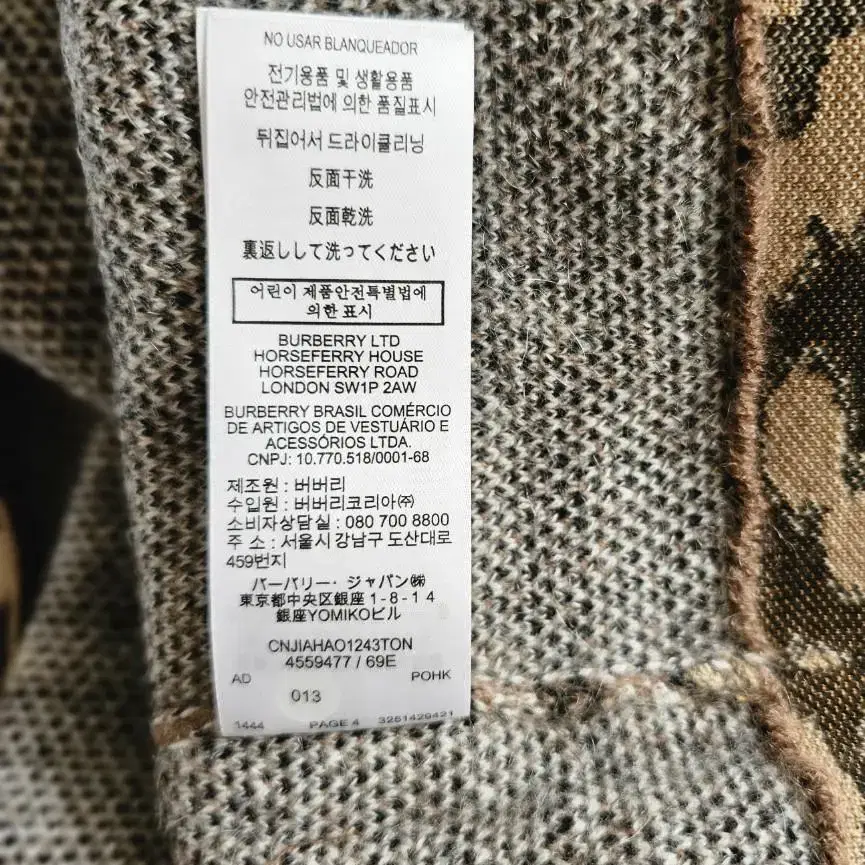 NO USAR BLANQUEADOR
전기용품 및 생활용품
안전관리법에 의한 품질표시
뒤집어서 드라이클리닝
反面干洗
反面乾洗
裏返しして洗ってください
어린이 제품안전특별법에
의한 표시
BURBERRY LTD
HORSEFERRY HOUSE
HORSEFERRY ROAD
LONDON SW1P 2AW
BURBERRY BRASIL COMÉRCIO
DE ARTIGOS DE VESTUÁRIO E
ACESSÓRIOS LTDA.
CNPJ: 10.770.518/0001-68
제조원 : 버버리
수입원 : 버버리코리아㈜
소비자상담실 : 080 700 8800
주 소 : 서울시 강남구 도산대로
459번지
バーバリー・ジャパン㈱
東京都中央区銀座1-8-14
銀座YOMIKOビル
CNJIAHAO1243TON
4559477 / 69E
AD POHK
013
1444 PAGE 4 3261429421